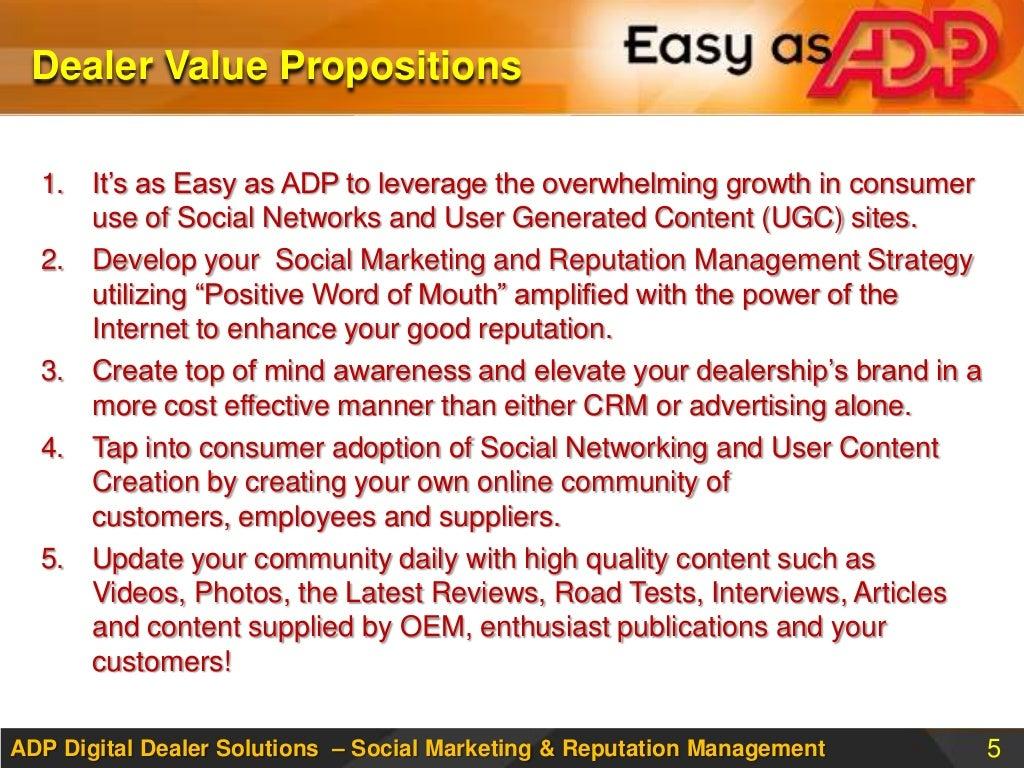 Dealer Value Propositions
Easy as ADP
1. It’s as Easy as ADP to leverage the overwhelming growth in consumer
use of Social Networks and User Generated Content (UGC) sites.
2. Develop your  Social Marketing and Reputation Management Strategy
utilizing “Positive Word of Mouth” amplified with the power of the
Internet to enhance your good reputation.
3. Create top of mind awareness and elevate your dealership’s brand in a
more cost effective manner than either CRM or advertising alone.
4. Tap into consumer adoption of Social Networking and User Content
Creation by creating your own online community of
customers, employees and suppliers.
5. Update your community daily with high quality content such as
Videos, Photos, the Latest Reviews, Road Tests, Interviews, Articles
and content supplied by OEM, enthusiast publications and your
customers!
ADP Digital Dealer Solutions  – Social Marketing & Reputation Management 5